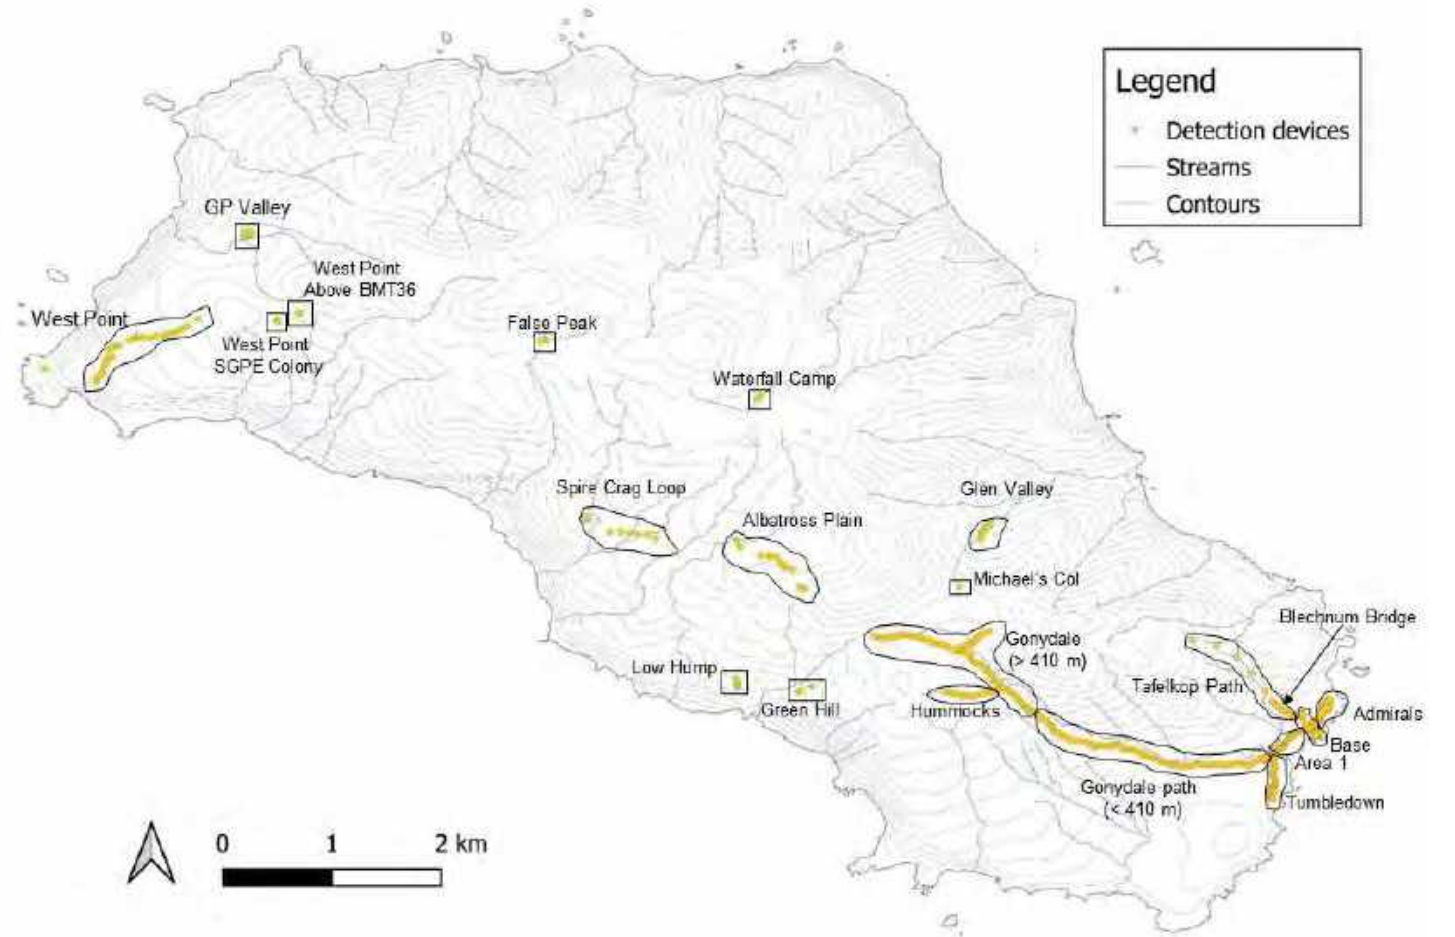 Legend
Detection devices
Streams
Contours
GP Valley
West Point
Above BMT36
West Point
West Point
SGPE Colony
False Peak
Waterfall Camp
Spire Crag Loop
Albatross Plain
Glen Valley
Michael's Col
Blechnum Bridge
Gonydale
(> 410 m)
Low Hump
Green Hill
Hummocks
Tafelkop Path
Admirals
Base
Area 1
Gonydale path
(< 410 m)
Tumbledown
0 1 2 km